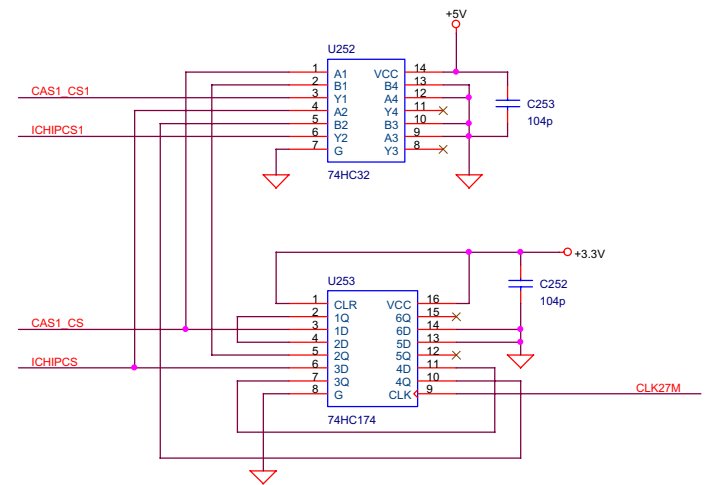 +5V
U252
1 A1 VCC 14
2 B1 B4 13
CAS1_CS1 3 Y1 A4 12
4 A2 Y4 11
5 B2 B3 10
ICHIPCS1 6 Y2 A3 9
7 G Y3 8
C253
104p
74HC32
+3.3V
U253
C252
104p
1 CLR VCC 16
2 1Q 6Q 15
CAS1_CS 3 1D 6D 14
4 2D 5D 13
5 2Q 5Q 12
ICHIPCS 6 3D 4D 11
7 3Q 4Q 10
8 G CLK 9 CLK27M
74HC174